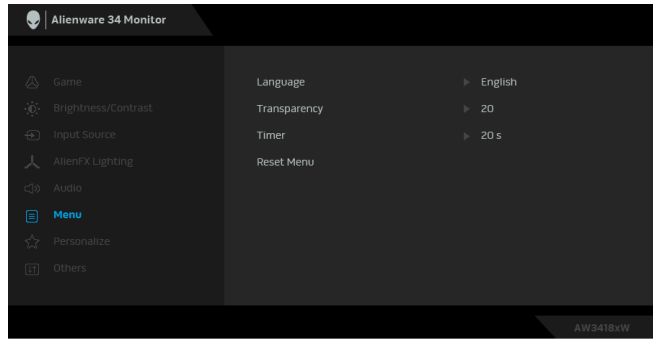 Alienware 34 Monitor
Game
Brightness/Contrast
Input Source
AlienFX Lighting
Audio
Menu
Personalize
Others
Language English
Transparency 20
Timer 20 s
Reset Menu
AW3418xW